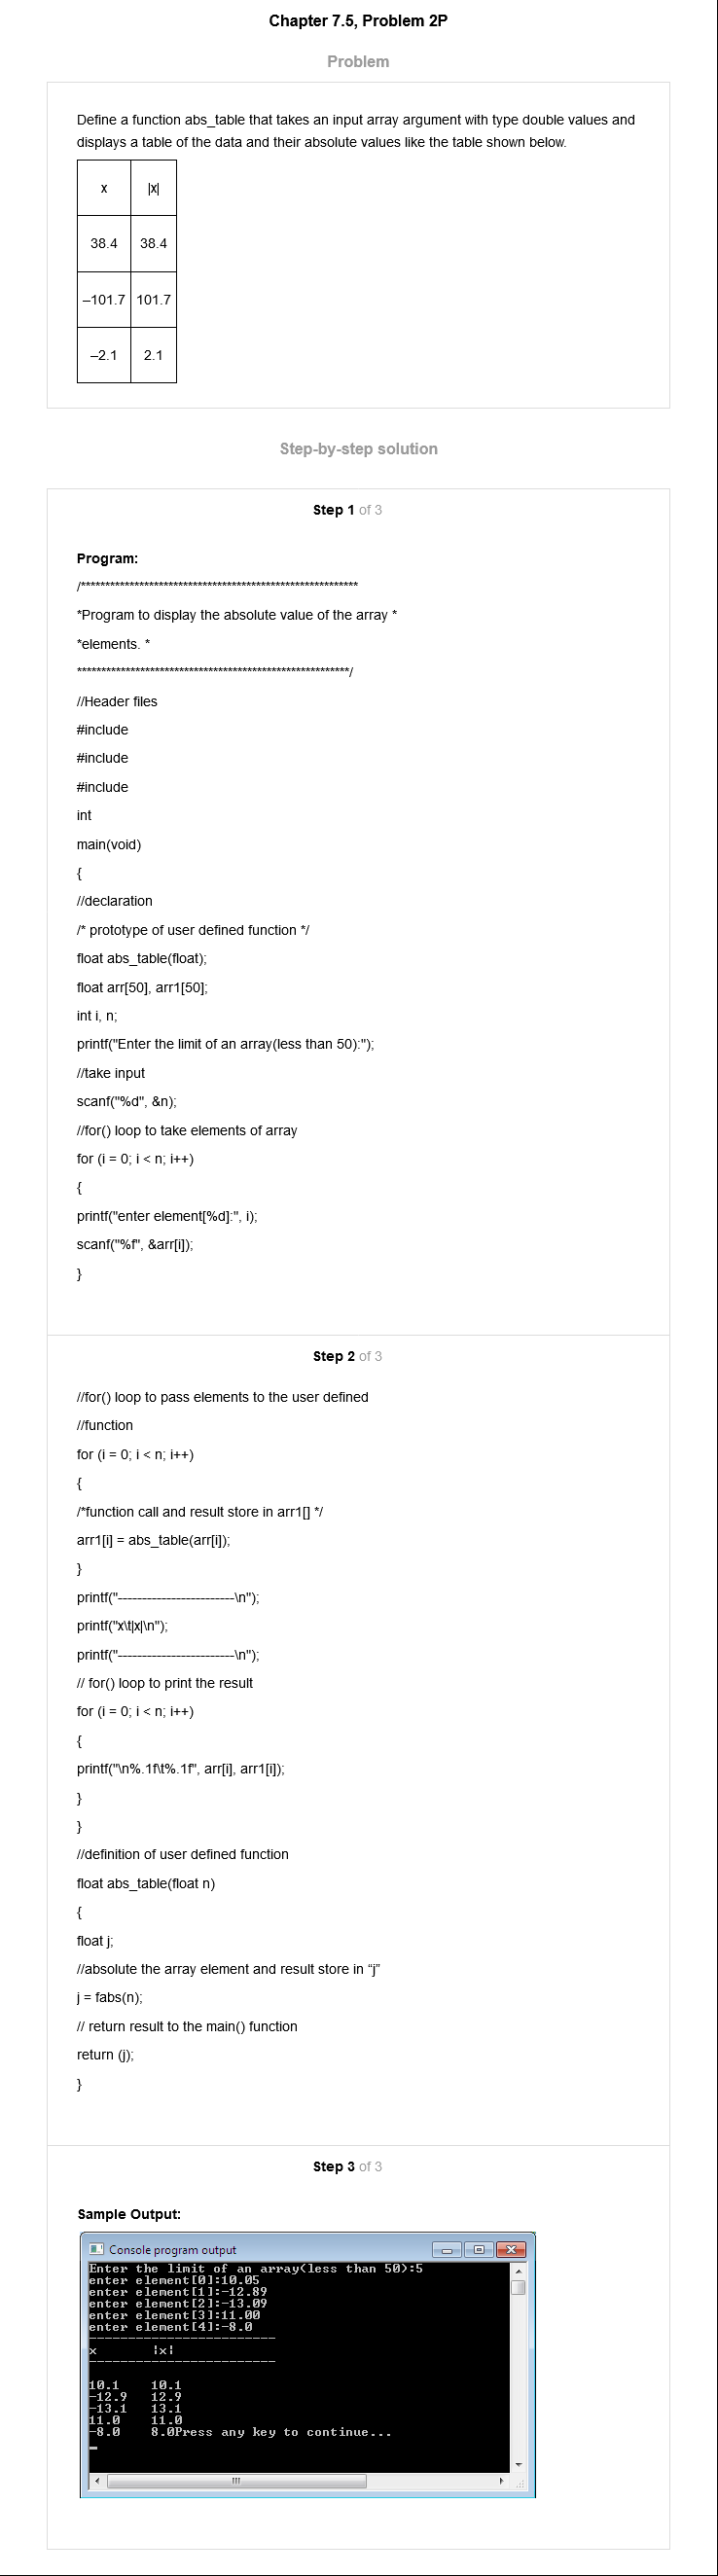 Chapter 7.5, Problem 2P
Problem
Define a function abs_table that takes an input array argument with type double values and
displays a table of the data and their absolute values like the table shown below.
x |x|
38.4 38.4
–101.7 101.7
–2.1 2.1
Step-by-step solution
Step 1 of 3
Program:
/*********************************************************
*Program to display the absolute value of the array *
*elements. *
********************************************************/
//Header files
#include
#include
#include
int
main(void)
{
//declaration
/* prototype of user defined function */
float abs_table(float);
float arr[50], arr1[50];
int i, n;
printf("Enter the limit of an array(less than 50):");
//take input
scanf("%d", &n);
//for() loop to take elements of array
for (i = 0; i < n; i++)
{
printf("enter element[%d]:", i);
scanf("%f", &arr[i]);
}
Step 2 of 3
//for() loop to pass elements to the user defined
//function
for (i = 0; i < n; i++)
{
/*function call and result store in arr1[] */
arr1[i] = abs_table(arr[i]);
}
printf("------------------------\n");
printf("x\t|x|\n");
printf("------------------------\n");
// for() loop to print the result
for (i = 0; i < n; i++)
{
printf("\n%.1f\t%.1f", arr[i], arr1[i]);
}
}
//definition of user defined function
float abs_table(float n)
{
float j;
//absolute the array element and result store in “j”
j = fabs(n);
// return result to the main() function
return (j);
}
Step 3 of 3
Sample Output:
Console program output
Enter the limit of an array(less than 50):5
enter element[0]:10.05
enter element[1]:-12.89
enter element[2]:-13.09
enter element[3]:11.00
enter element[4]:-8.0
------------------------
x |x|
------------------------
10.1 10.1
-12.9 12.9
-13.1 13.1
11.0 11.0
-8.0 8.0Press any key to continue...